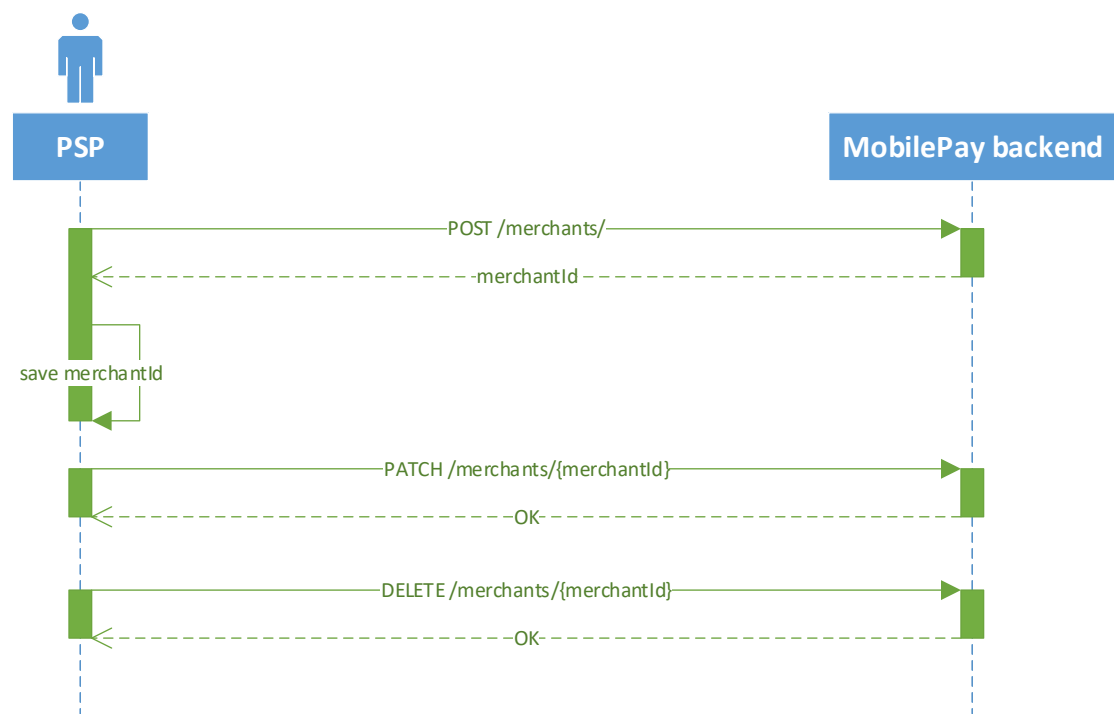 PSP
MobilePay backend
POST /merchants/
merchantId
save merchantId
PATCH /merchants/{merchantId}
OK
DELETE /merchants/{merchantId}
OK